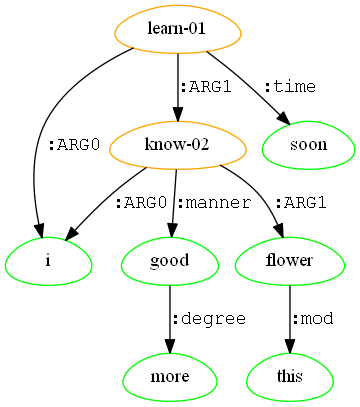 learn-01
:ARG1
:time
:ARG0
know-02
soon
:ARG0
:manner
:ARG1
i
good
flower
:degree
:mod
more
this